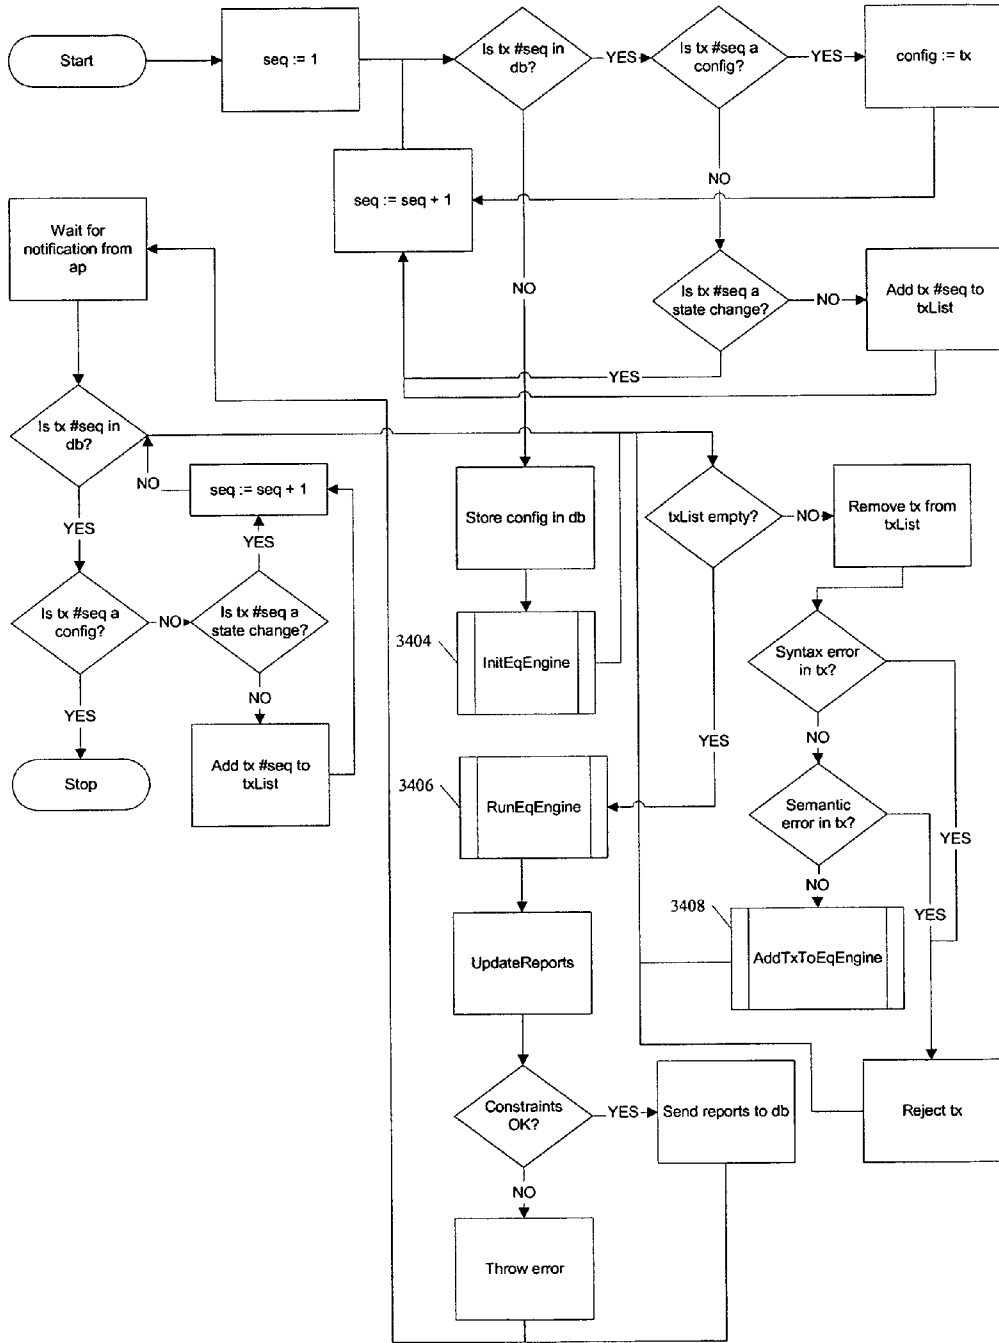 Start
seq := 1
Is tx #seq in
db?
YES
Is tx #seq a
config?
YES
config := tx
seq := seq + 1
NO
Wait for
notification from
ap
NO
Is tx #seq a
state change?
NO
Add tx #seq to
txList
YES
Is tx #seq in
db?
NO
seq := seq + 1
YES
YES
Is tx #seq a
config?
NO
Is tx #seq a
state change?
YES
NO
Stop
Add tx #seq to
txList
Store config in db
txList empty?
NO
Remove tx from
txList
3404
InitEqEngine
Syntax error
in tx?
YES
NO
3406
RunEqEngine
Semantic
error in tx?
YES
NO
YES
3408
AddTxToEqEngine
UpdateReports
Constraints
OK?
YES
Send reports to db
Reject tx
NO
Throw error